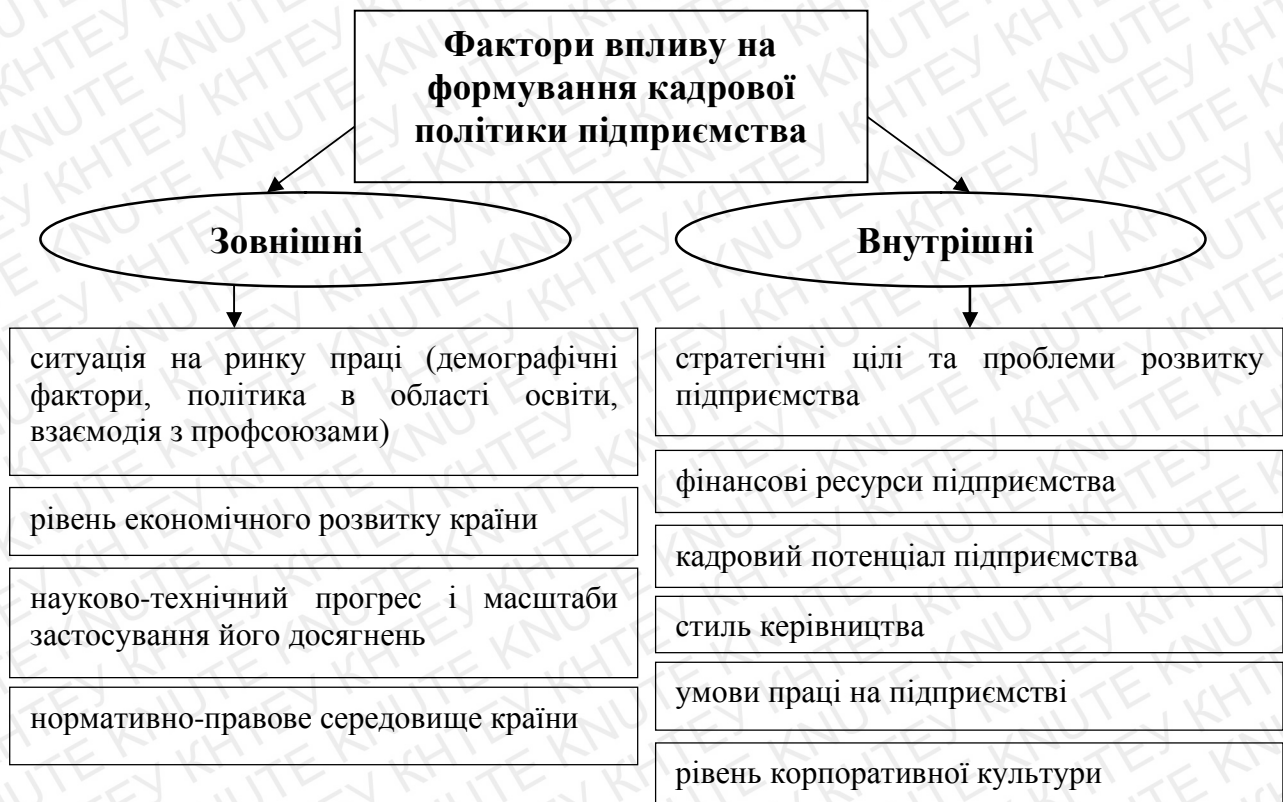 Фактори впливу на
формування кадрової
політики підприємства
Зовнішні
Внутрішні
ситуація на ринку праці (демографічні
фактори, політика в області освіти,
взаємодія з профсоюзами)
рівень економічного розвитку країни
науково-технічний прогрес і масштаби
застосування його досягнень
нормативно-правове середовище країни
стратегічні цілі та проблеми розвитку
підприємства
фінансові ресурси підприємства
кадровий потенціал підприємства
стиль керівництва
умови праці на підприємстві
рівень корпоративної культури